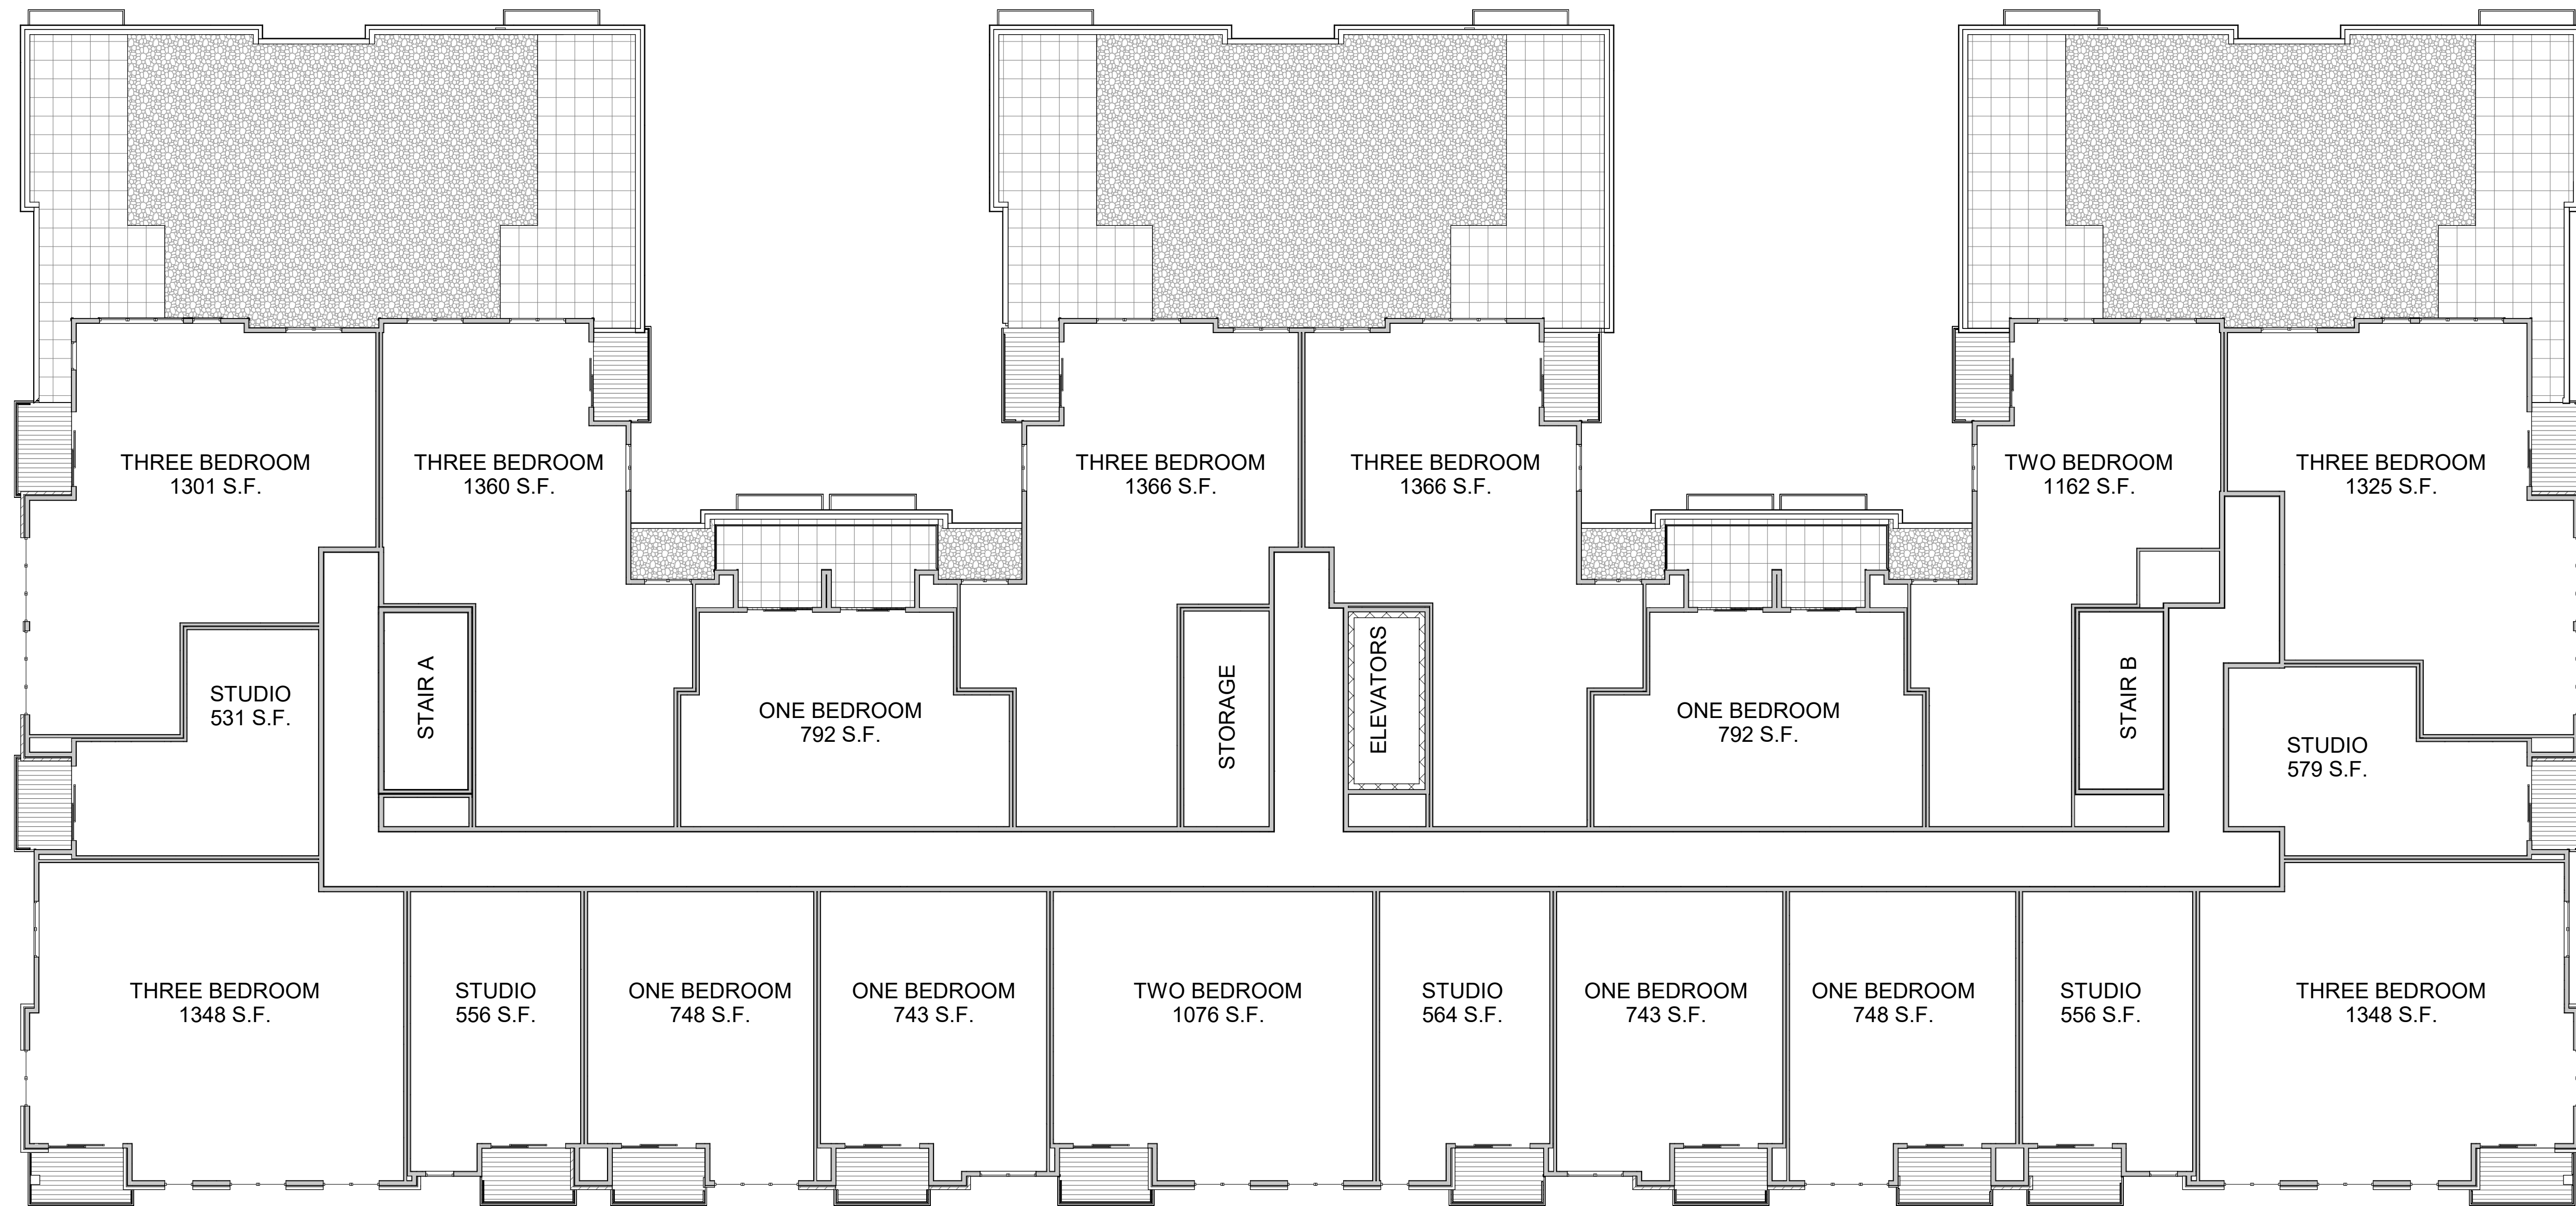 THREE BEDROOM
1301 S.F.
THREE BEDROOM
1360 S.F.
THREE BEDROOM
1366 S.F.
THREE BEDROOM
1366 S.F.
TWO BEDROOM
1162 S.F.
THREE BEDROOM
1325 S.F.
STUDIO
531 S.F.
STAIR A
ONE BEDROOM
792 S.F.
STORAGE
ELEVATORS
ONE BEDROOM
792 S.F.
STAIR B
STUDIO
579 S.F.
THREE BEDROOM
1348 S.F.
STUDIO
556 S.F.
ONE BEDROOM
748 S.F.
ONE BEDROOM
743 S.F.
TWO BEDROOM
1076 S.F.
STUDIO
564 S.F.
ONE BEDROOM
743 S.F.
ONE BEDROOM
748 S.F.
STUDIO
556 S.F.
THREE BEDROOM
1348 S.F.